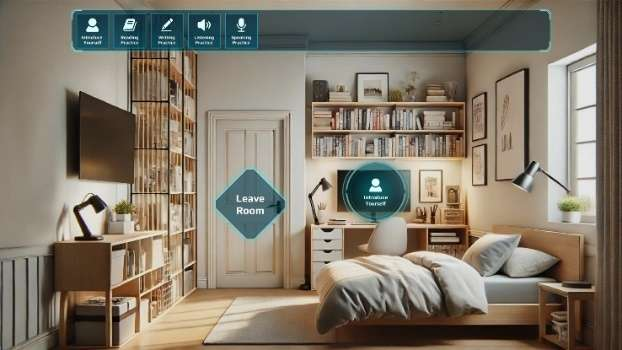 Introduce
Yourself
Reading
Practice
Writing
Practice
Listening
Practice
Speaking
Practice
Leave
Room
Introduce
Yourself